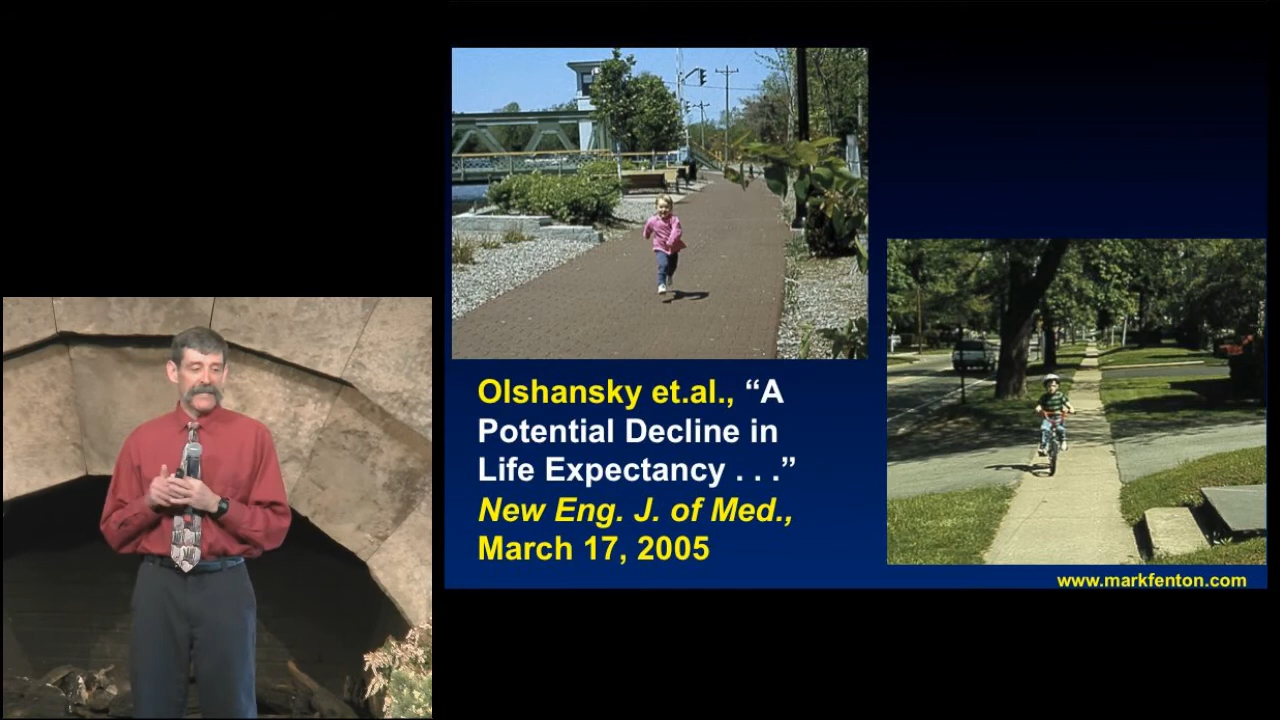 Olshansky et.al., “A
Potential Decline in
Life Expectancy . . .”
New Eng. J. of Med.,
March 17, 2005
www.markfenton.com